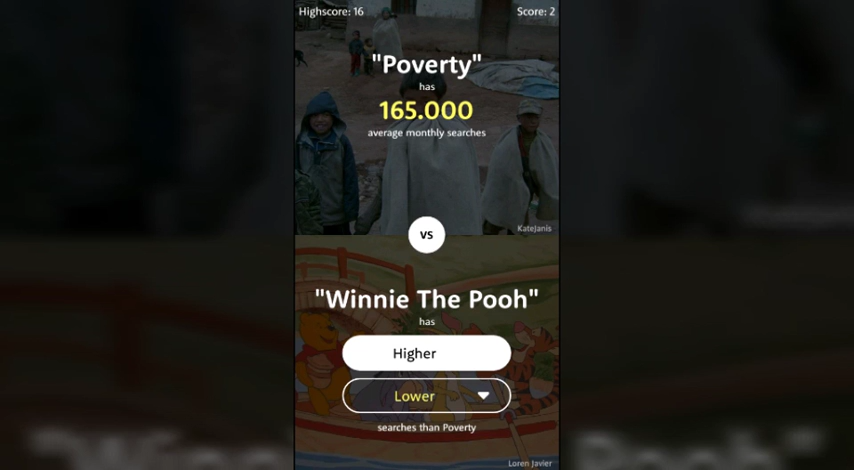 Highscore: 16
Score: 2
"Poverty"
has
165.000
average monthly searches
KateJanis
VS
"Winnie The Pooh"
has
Higher
Lower
searches than Poverty
Loren Javier